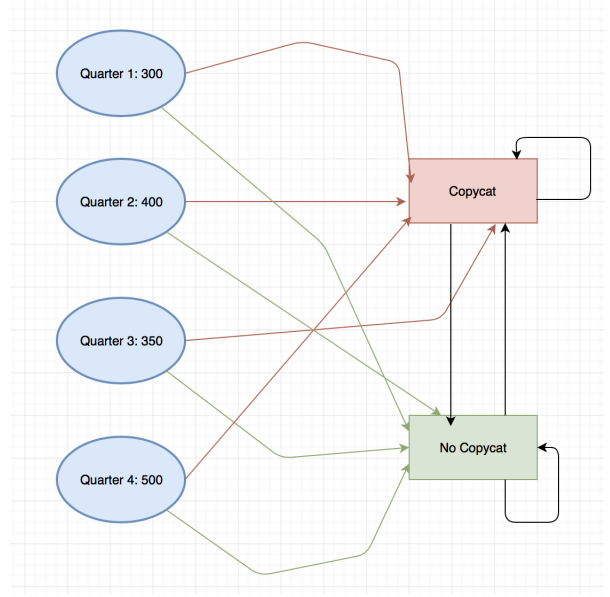 Quarter 1: 300
Quarter 2: 400
Copycat
Quarter 3: 350
No Copycat
Quarter 4: 500